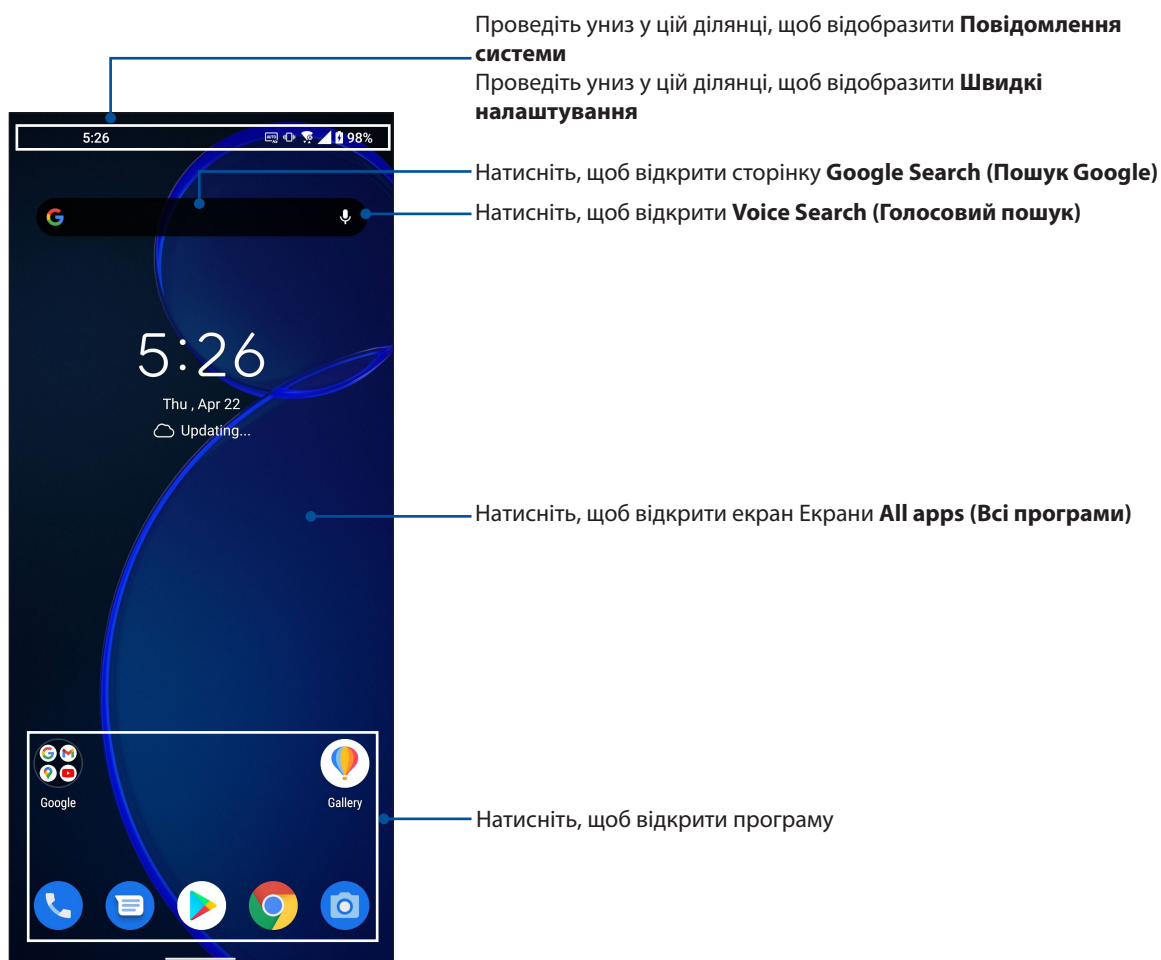 Проведіть униз у цій ділянці, щоб відобразити Повідомлення
системи
Проведіть униз у цій ділянці, щоб відобразити Швидкі
налаштування
5:26
98%
Натисніть, щоб відкрити сторінку Google Search (Пошук Google)
Натисніть, щоб відкрити Voice Search (Голосовий пошук)
5:26
Thu , Apr 22
Updating...
Натисніть, щоб відкрити екран Екрани All apps (Всі програми)
Google
Gallery
Натисніть, щоб відкрити програму